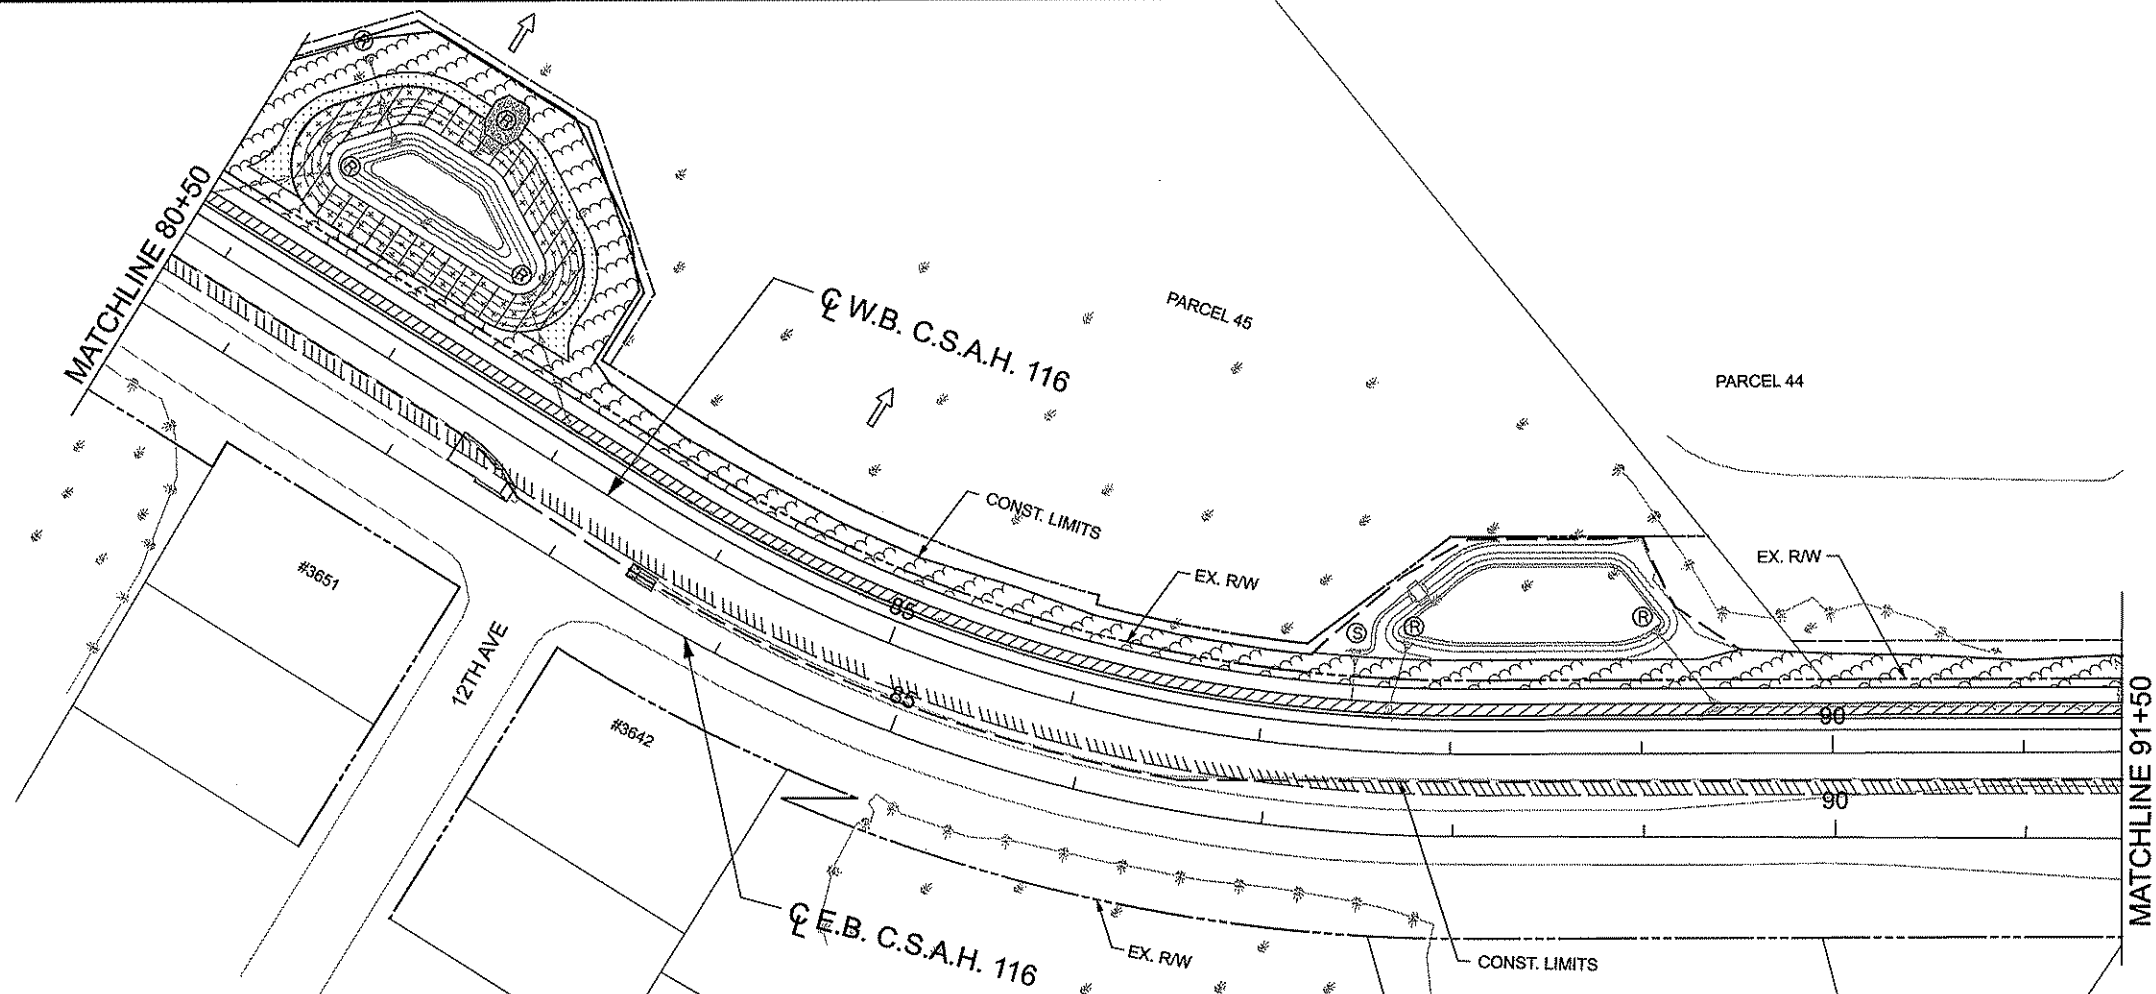 MATCHLINE 80+50
℄ W.B. C.S.A.H. 116
PARCEL 45
PARCEL 44
CONST. LIMITS
EX. R/W
EX. R/W
#3651
12TH AVE
#3642
85
85
90
90
R
R
R
R
S
R
R
℄ E.B. C.S.A.H. 116
EX. R/W
CONST. LIMITS
MATCHLINE 91+50